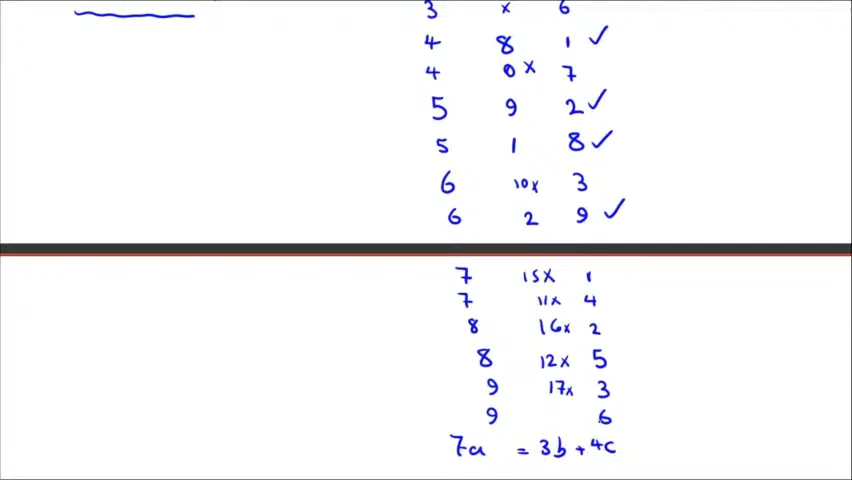 3 x 6
4 8 1 ✓
4 0 x 7
5 9 2 ✓
5 1 8 ✓
6 10x 3
6 2 9 ✓
7 15x 1
7 11x 4
8 16x 2
8 12x 5
9 17x 3
9 6
7a = 3b + 4c